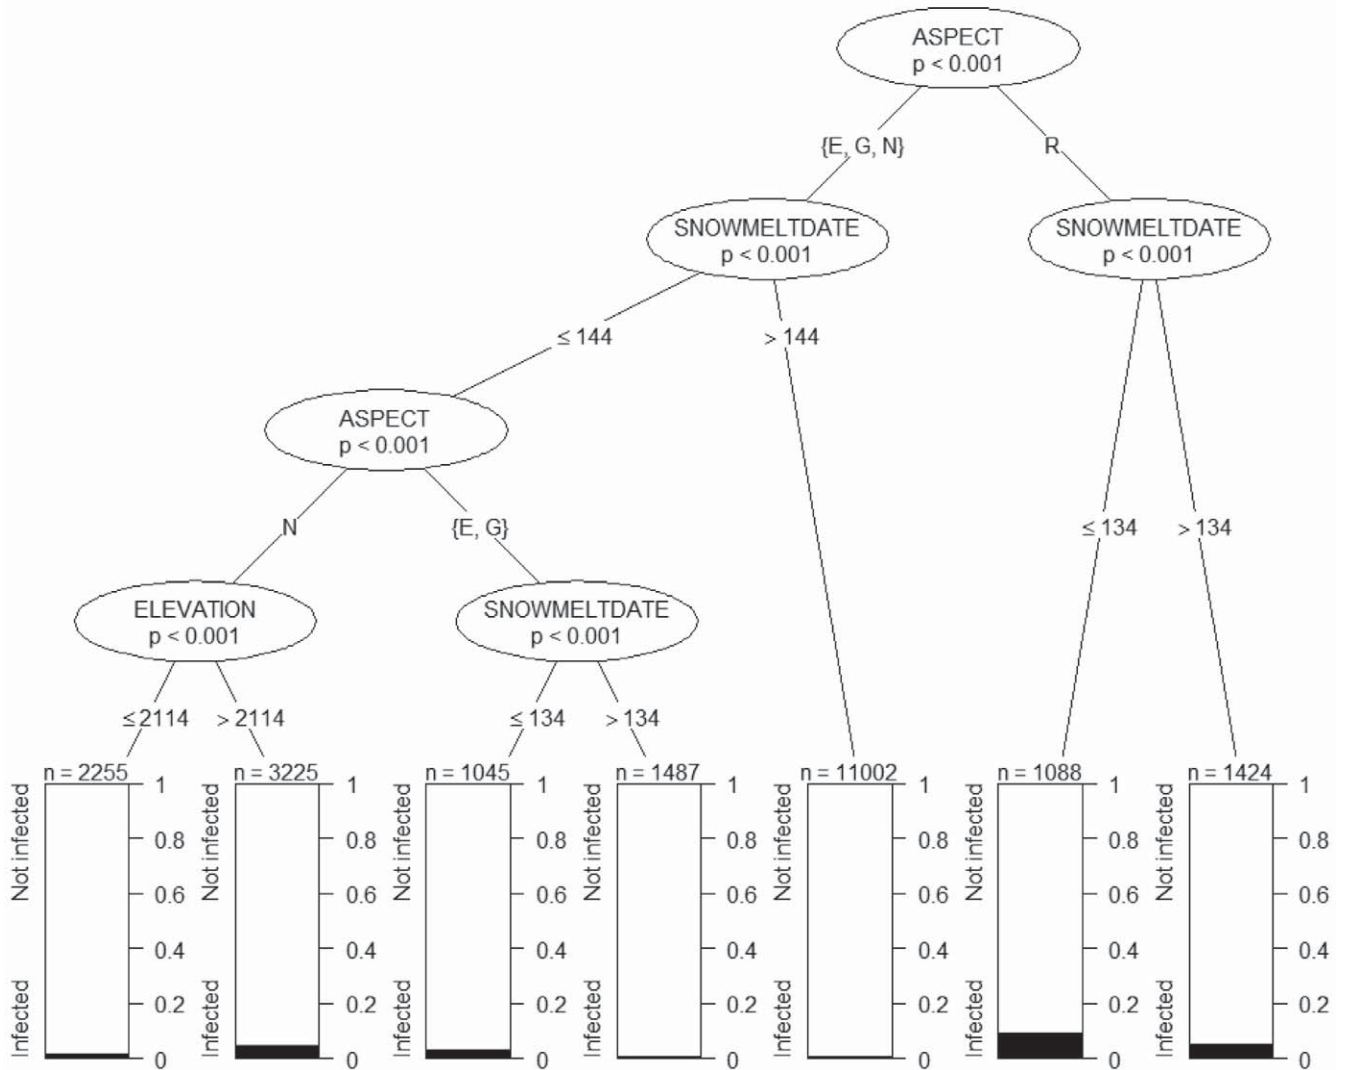 ASPECT
p < 0.001
{E, G, N}
R
SNOWMELTDATE
p < 0.001
SNOWMELTDATE
p < 0.001
≤ 144
> 144
ASPECT
p < 0.001
N
{E, G}
≤ 134
> 134
ELEVATION
p < 0.001
SNOWMELTDATE
p < 0.001
≤ 2114
> 2114
≤ 134
> 134
n = 2255
Not infected
Infected
1
0.8
0.6
0.4
0.2
0
n = 3225
Not infected
Infected
1
0.8
0.6
0.4
0.2
0
n = 1045
Not infected
Infected
1
0.8
0.6
0.4
0.2
0
n = 1487
Not infected
Infected
1
0.8
0.6
0.4
0.2
0
n = 11002
Not infected
Infected
1
0.8
0.6
0.4
0.2
0
n = 1088
Not infected
Infected
1
0.8
0.6
0.4
0.2
0
n = 1424
Not infected
Infected
1
0.8
0.6
0.4
0.2
0